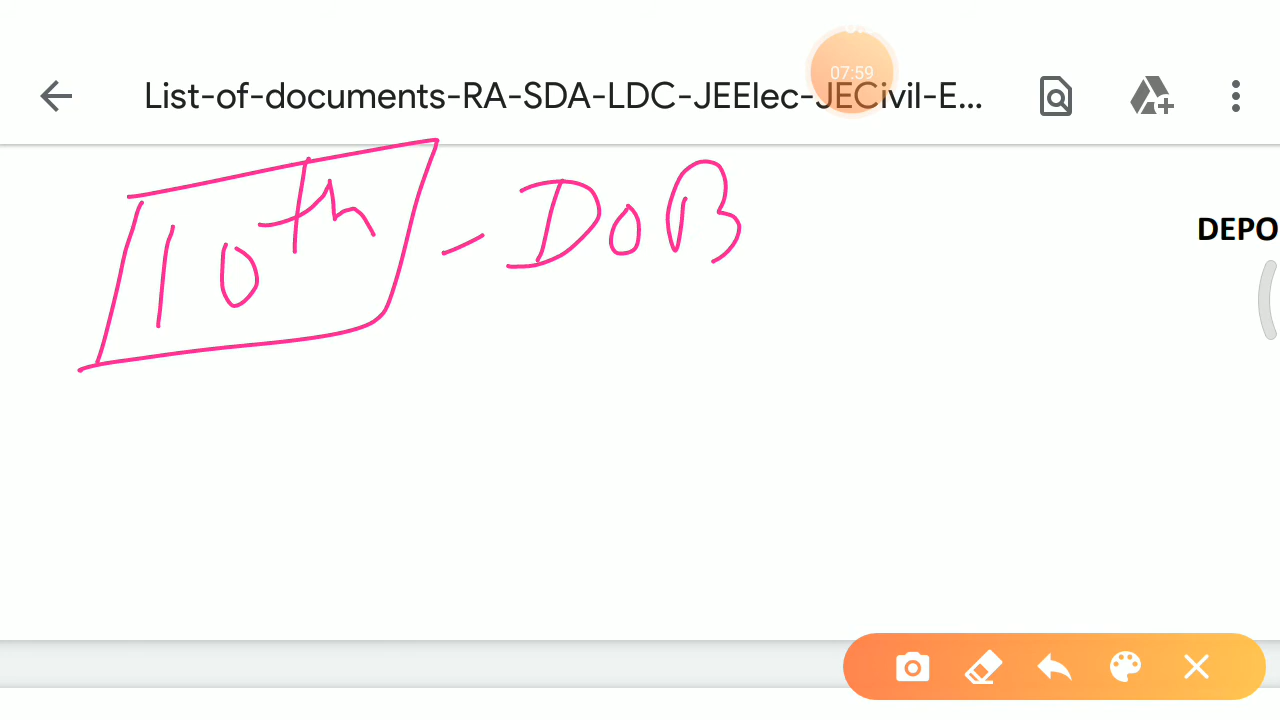 07:59
List-of-documents-RA-SDA-LDC-JEElec-JECivil-E...
10th - DoB
DEPO